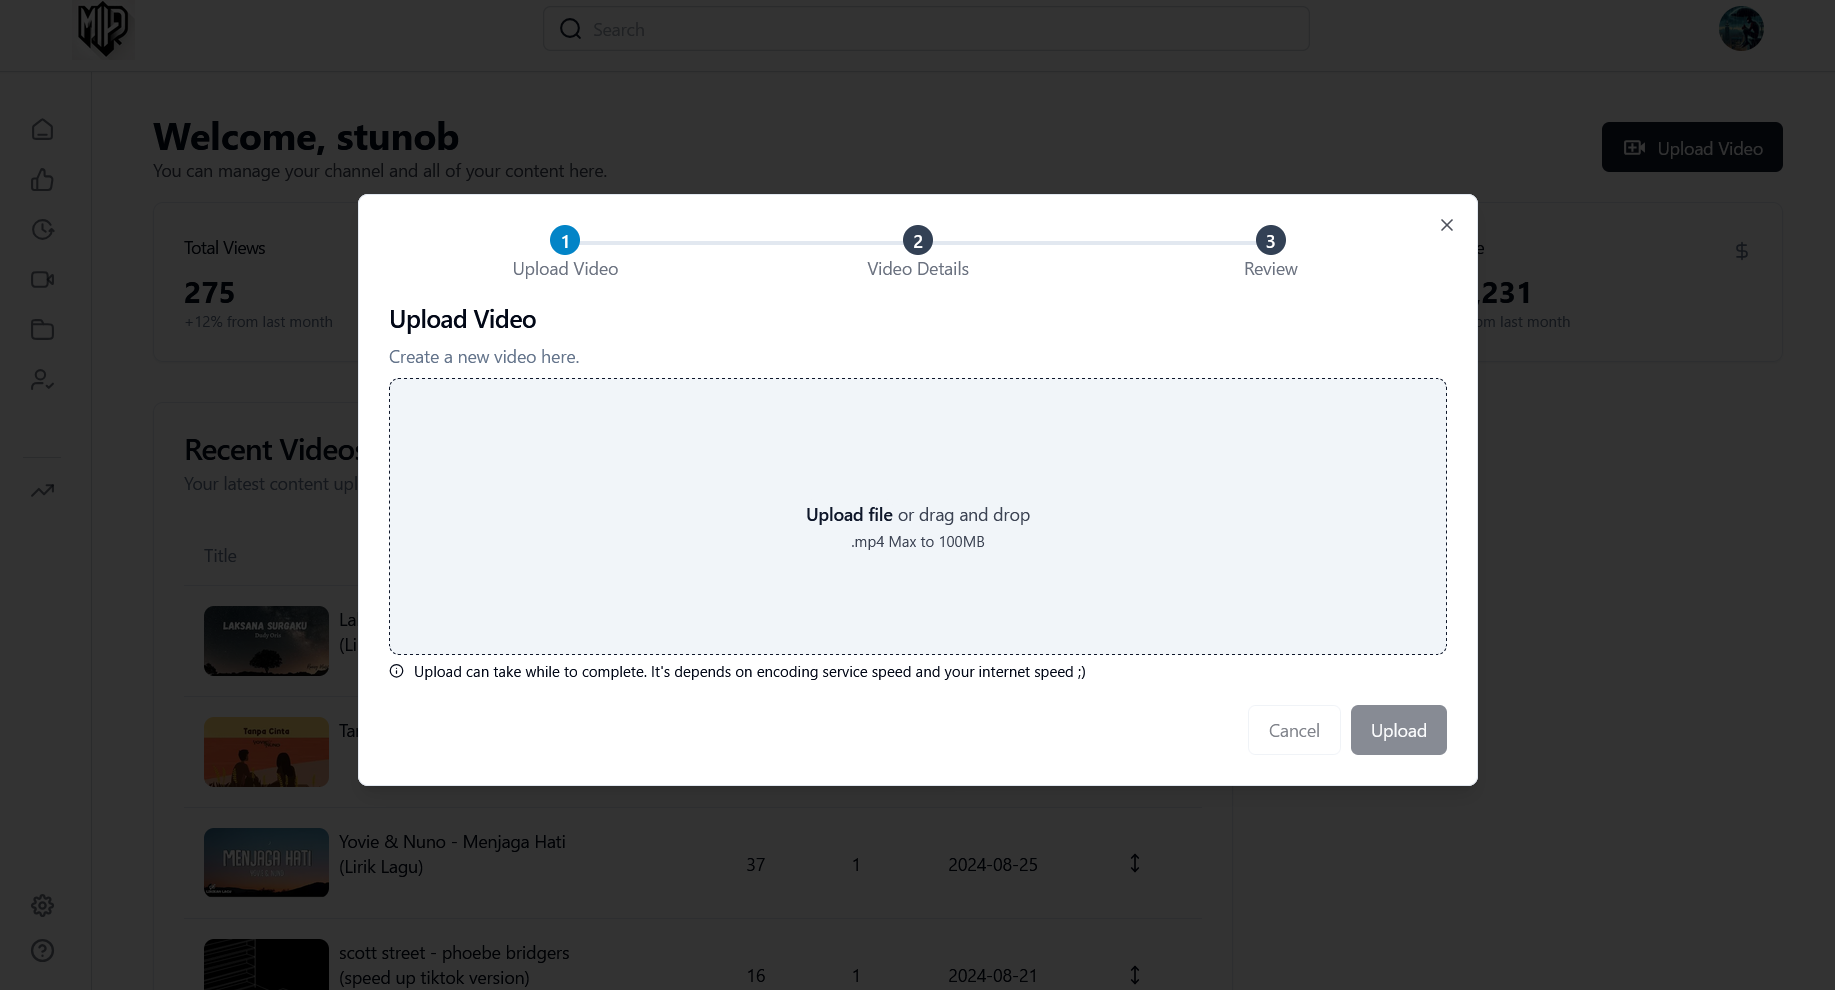 MLP
Search
Welcome, stunob
You can manage your channel and all of your content here.
Upload Video
Total Views
275
+12% from last month
$
231
from last month
1
2
3
Upload Video
Video Details
Review
Upload Video
Create a new video here.
Upload file or drag and drop
.mp4 Max to 100MB
Upload can take while to complete. It's depends on encoding service speed and your internet speed ;)
Cancel
Upload
Recent Videos
Your latest content upl
Title
LAKSANA SURGAKU
La
(Li
Tanpa Cinta
Ta
MENJAGA HATI
Yovie & Nuno - Menjaga Hati
(Lirik Lagu)
37
1
2024-08-25
scott street - phoebe bridgers
(speed up tiktok version)
16
1
2024-08-21